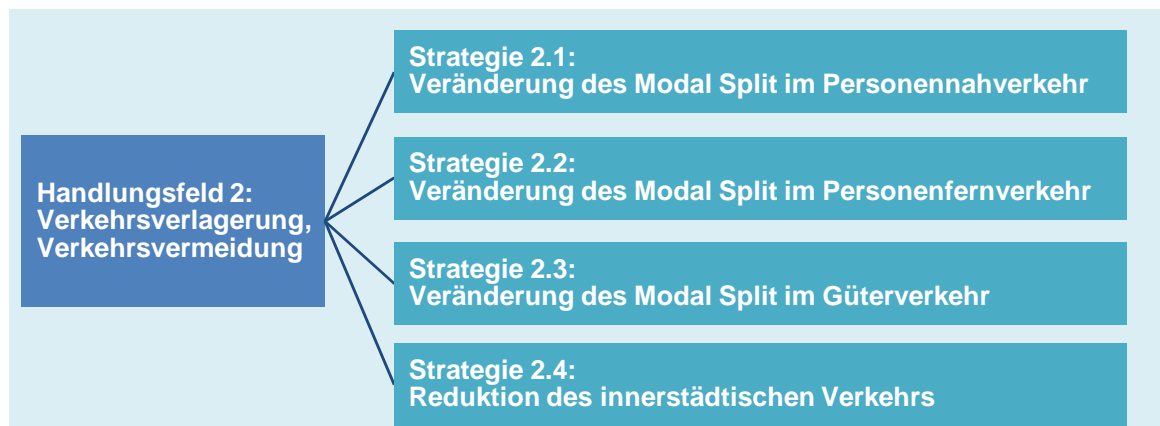 Handlungsfeld 2:
Verkehrsverlagerung,
Verkehrsvermeidung
Strategie 2.1:
Veränderung des Modal Split im Personennahverkehr
Strategie 2.2:
Veränderung des Modal Split im Personenfernverkehr
Strategie 2.3:
Veränderung des Modal Split im Güterverkehr
Strategie 2.4:
Reduktion des innerstädtischen Verkehrs